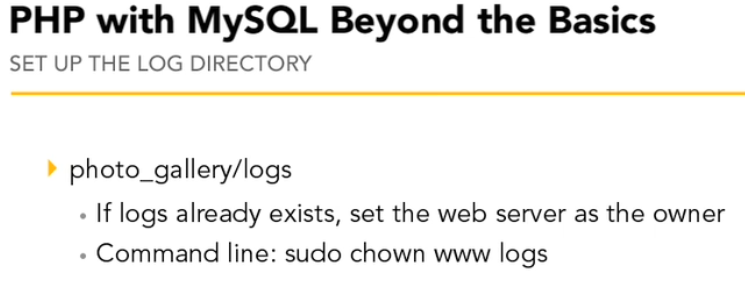 PHP with MySQL Beyond the Basics
SET UP THE LOG DIRECTORY
photo_gallery/logs
• If logs already exists, set the web server as the owner
• Command line: sudo chown www logs